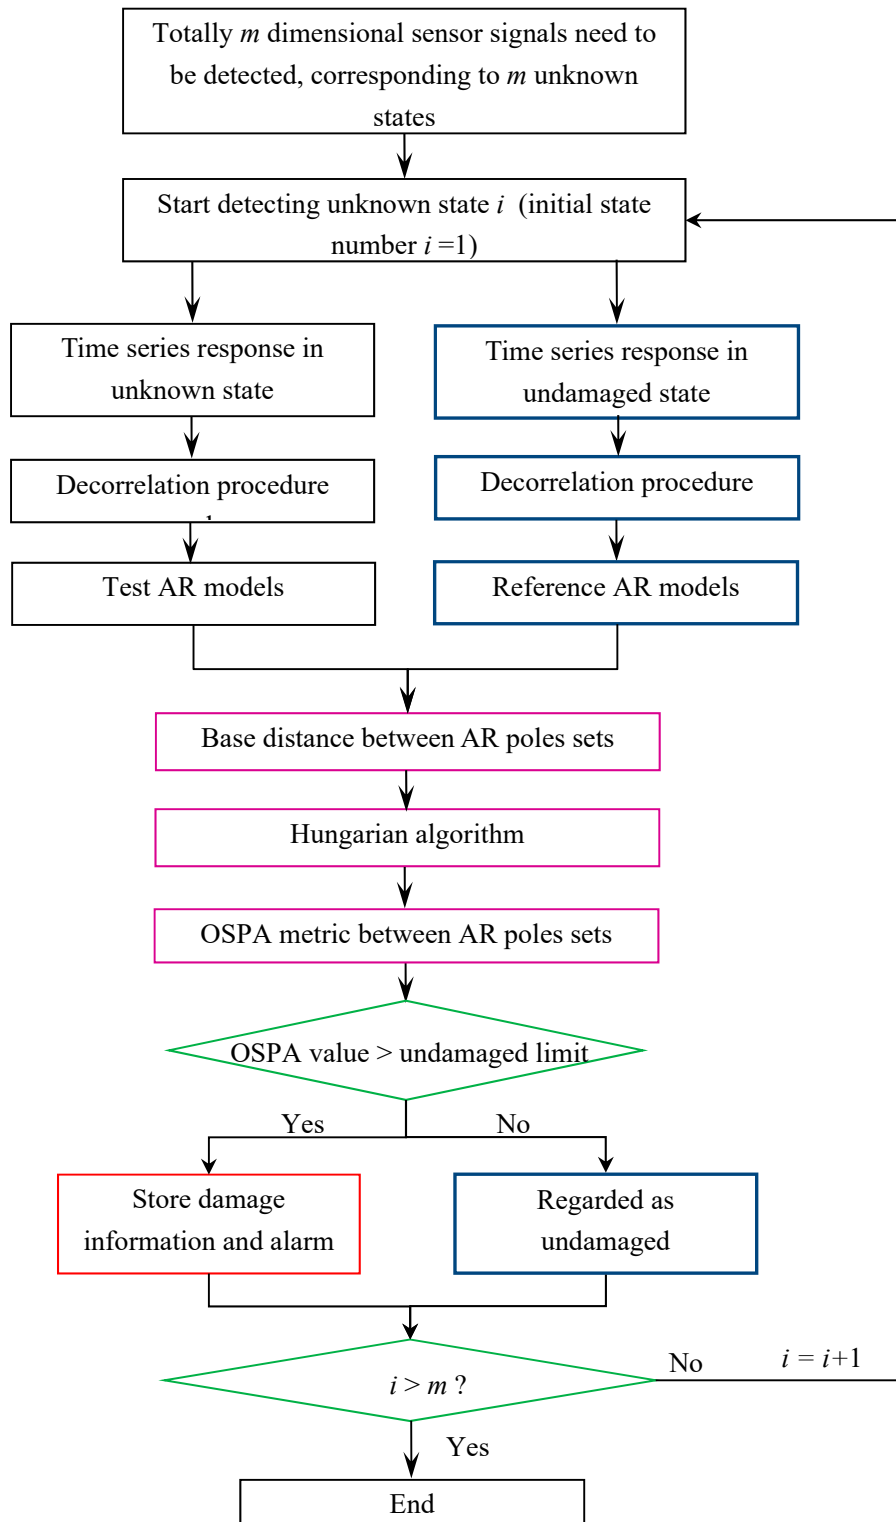 Totally m dimensional sensor signals need to
be detected, corresponding to m unknown
states
Start detecting unknown state i (initial state
number i =1)
Time series response in
unknown state
Time series response in
undamaged state
Decorrelation procedure
Decorrelation procedure
Test AR models
Reference AR models
Base distance between AR poles sets
Hungarian algorithm
OSPA metric between AR poles sets
OSPA value > undamaged limit
Yes
No
Store damage
information and alarm
Regarded as
undamaged
i > m ?
No
i = i+1
Yes
End